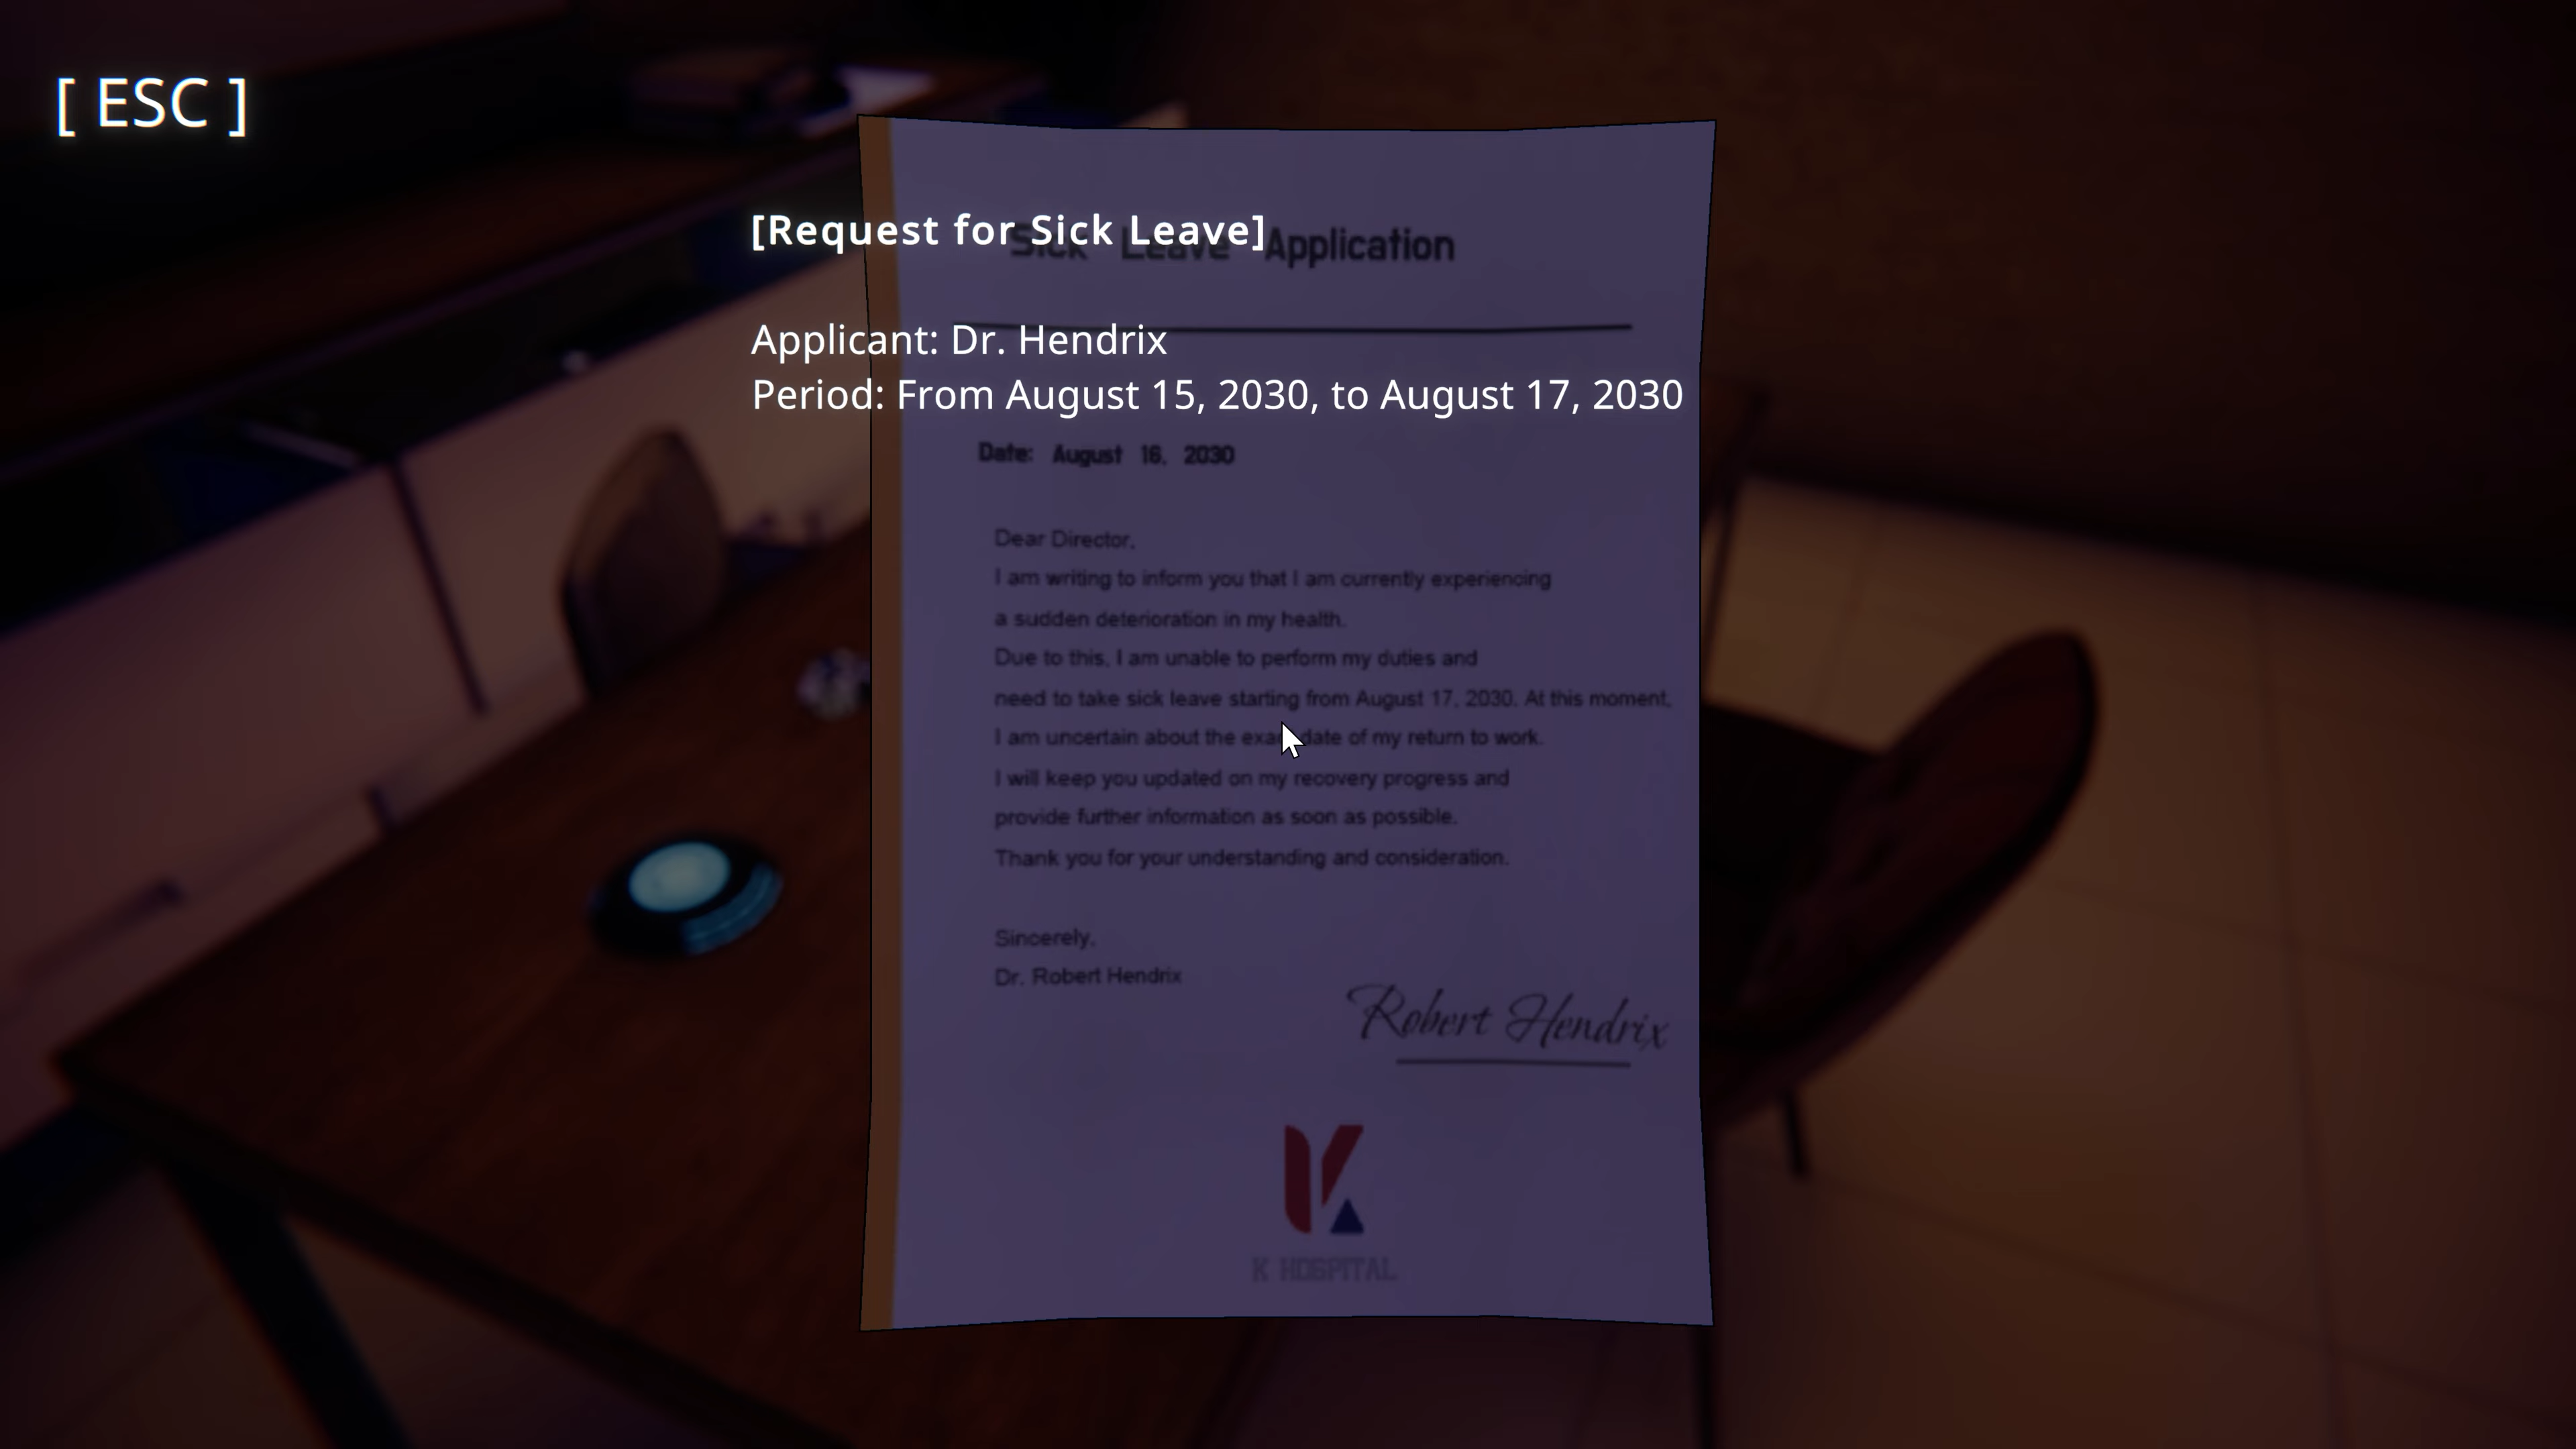 [ ESC ]
[Request for Sick Leave]
Sick Leave Application
Applicant: Dr. Hendrix
Period: From August 15, 2030, to August 17, 2030
Date: August 16, 2030
Dear Director,
I am writing to inform you that I am currently experiencing
a sudden deterioration in my health.
Due to this, I am unable to perform my duties and
need to take sick leave starting from August 17, 2030. At this moment,
I am uncertain about the exact date of my return to work.
I will keep you updated on my recovery progress and
provide further information as soon as possible.
Thank you for your understanding and consideration.
Sincerely,
Dr. Robert Hendrix
Robert Hendrix
K HOSPITAL